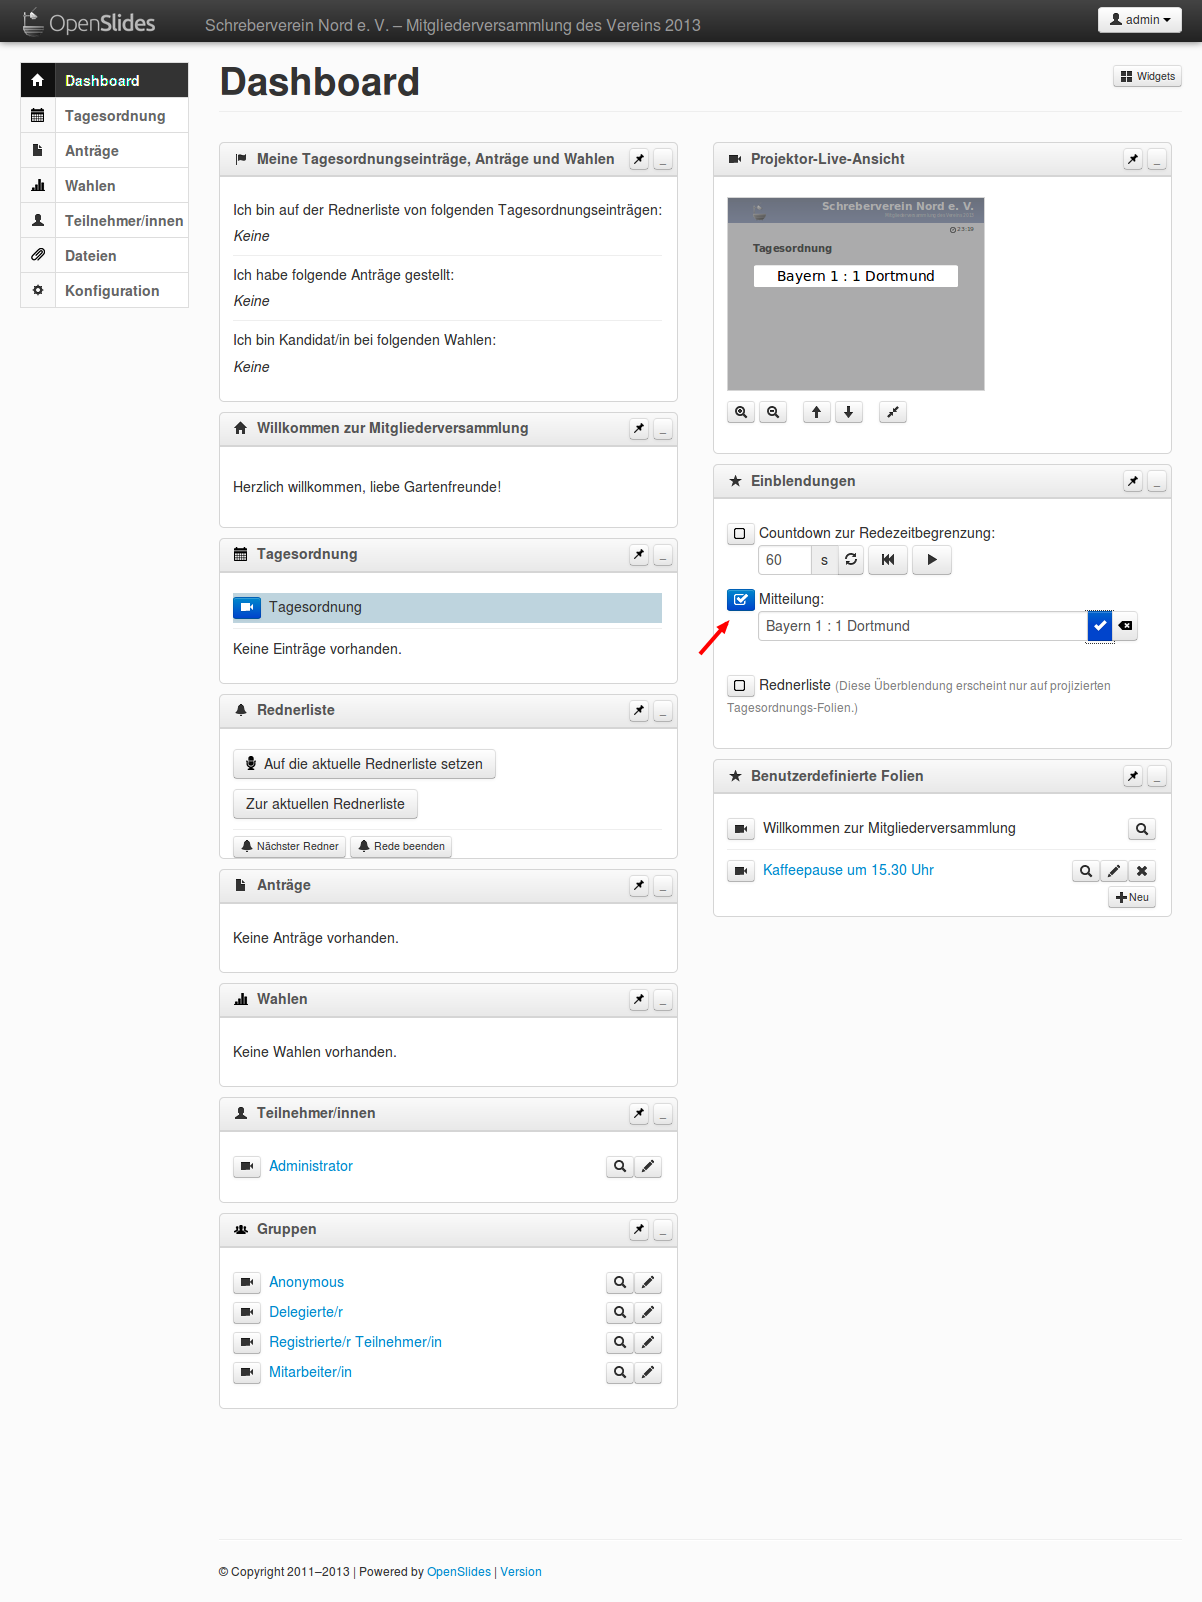 OpenSlides
Schreberverein Nord e. V. – Mitgliederversammlung des Vereins 2013
admin
Dashboard
Tagesordnung
Anträge
Wahlen
Teilnehmer/innen
Dateien
Konfiguration
Dashboard
Widgets
Meine Tagesordnungseinträge, Anträge und Wahlen
_
Ich bin auf der Rednerliste von folgenden Tagesordnungseinträgen:
Keine
Ich habe folgende Anträge gestellt:
Keine
Ich bin Kandidat/in bei folgenden Wahlen:
Keine
Willkommen zur Mitgliederversammlung
_
Herzlich willkommen, liebe Gartenfreunde!
Tagesordnung
_
Tagesordnung
Keine Einträge vorhanden.
Rednerliste
_
Auf die aktuelle Rednerliste setzen
Zur aktuellen Rednerliste
Nächster Redner Rede beenden
Anträge
_
Keine Anträge vorhanden.
Wahlen
_
Keine Wahlen vorhanden.
Teilnehmer/innen
_
Administrator
Gruppen
_
Anonymous
Delegierte/r
Registrierte/r Teilnehmer/in
Mitarbeiter/in
Projektor-Live-Ansicht
_
Schreberverein Nord e. V.
Tagesordnung
Bayern 1 : 1 Dortmund
Einblendungen
_
Countdown zur Redezeitbegrenzung:
60 s
Mitteilung:
Bayern 1 : 1 Dortmund
Rednerliste (Diese Überblendung erscheint nur auf projizierten
Tagesordnungs-Folien.)
Benutzerdefinierte Folien
_
Willkommen zur Mitgliederversammlung
Kaffeepause um 15.30 Uhr
Neu
© Copyright 2011–2013 | Powered by OpenSlides | Version